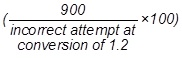 (900/incorrect attempt at
conversion of 1.2 ×100)